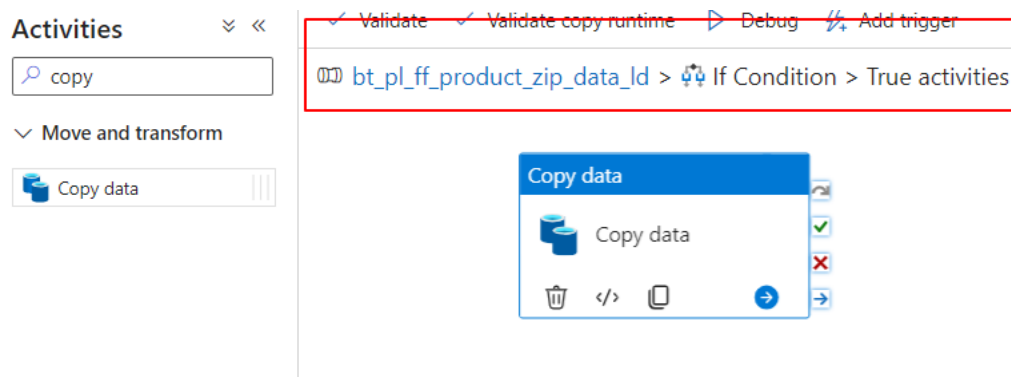 Activities
copy
Move and transform
Copy data
Validate Validate copy runtime Debug Add trigger
bt_pl_ff_product_zip_data_ld > If Condition > True activities
Copy data
Copy data